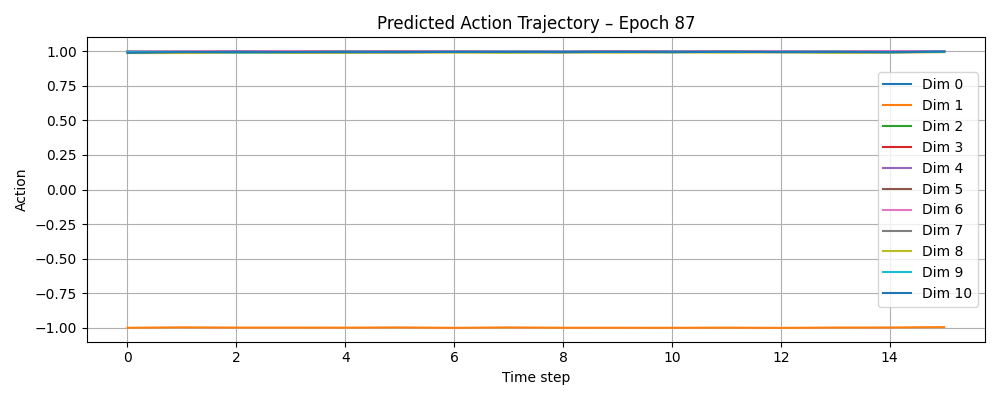 Predicted Action Trajectory – Epoch 87
1.00
0.75
0.50
0.25
0.00
−0.25
−0.50
−0.75
−1.00
Action
Dim 0
Dim 1
Dim 2
Dim 3
Dim 4
Dim 5
Dim 6
Dim 7
Dim 8
Dim 9
Dim 10
0 2 4 6 8 10 12 14
Time step